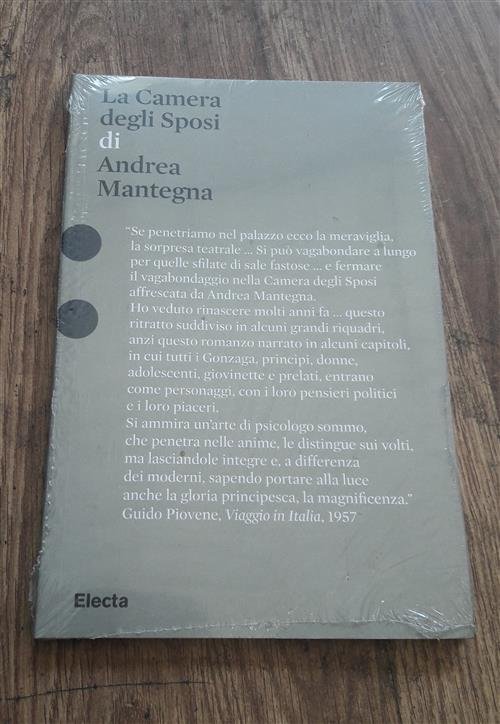 La Camera
degli Sposi
di
Andrea
Mantegna
“Se penetriamo nel palazzo ecco la meraviglia,
la sorpresa teatrale ... Si può vagabondare a lungo
per quelle sfilate di sale fastose ... e fermare
il vagabondaggio nella Camera degli Sposi
affrescata da Andrea Mantegna.
Ho veduto rinascere molti anni fa ... questo
ritratto suddiviso in alcuni grandi riquadri,
anzi questo romanzo narrato in alcuni capitoli,
in cui tutti i Gonzaga, principi, donne,
adolescenti, giovinette e prelati, entrano
come personaggi, con i loro pensieri politici
e i loro piaceri.
Si ammira un'arte di psicologo sommo,
che penetra nelle anime, le distingue sui volti,
ma lasciandole integre e, a differenza
dei moderni, sapendo portare alla luce
anche la gloria principesca, la magnificenza.”
Guido Piovene, Viaggio in Italia, 1957
Electa